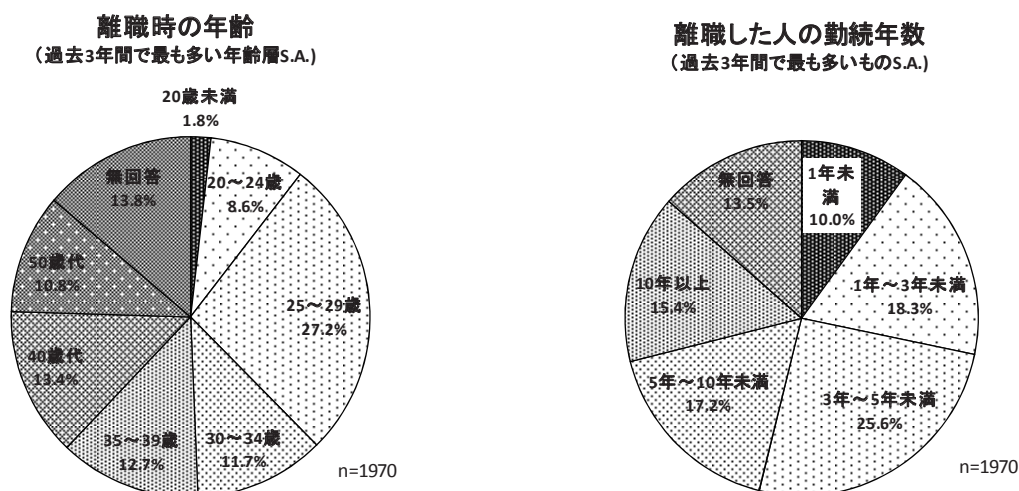 離職時の年齢
(過去3年間で最も多い年齢層S.A.)
20歳未満
1.8%
20～24歳
8.6%
25～29歳
27.2%
30～34歳
11.7%
35～39歳
12.7%
40歳代
13.4%
50歳代
10.8%
無回答
13.8%
n=1970
離職した人の勤続年数
(過去3年間で最も多いものS.A.)
1年未
満
10.0%
1年～3年未満
18.3%
3年～5年未満
25.6%
5年～10年未満
17.2%
10年以上
15.4%
無回答
13.5%
n=1970